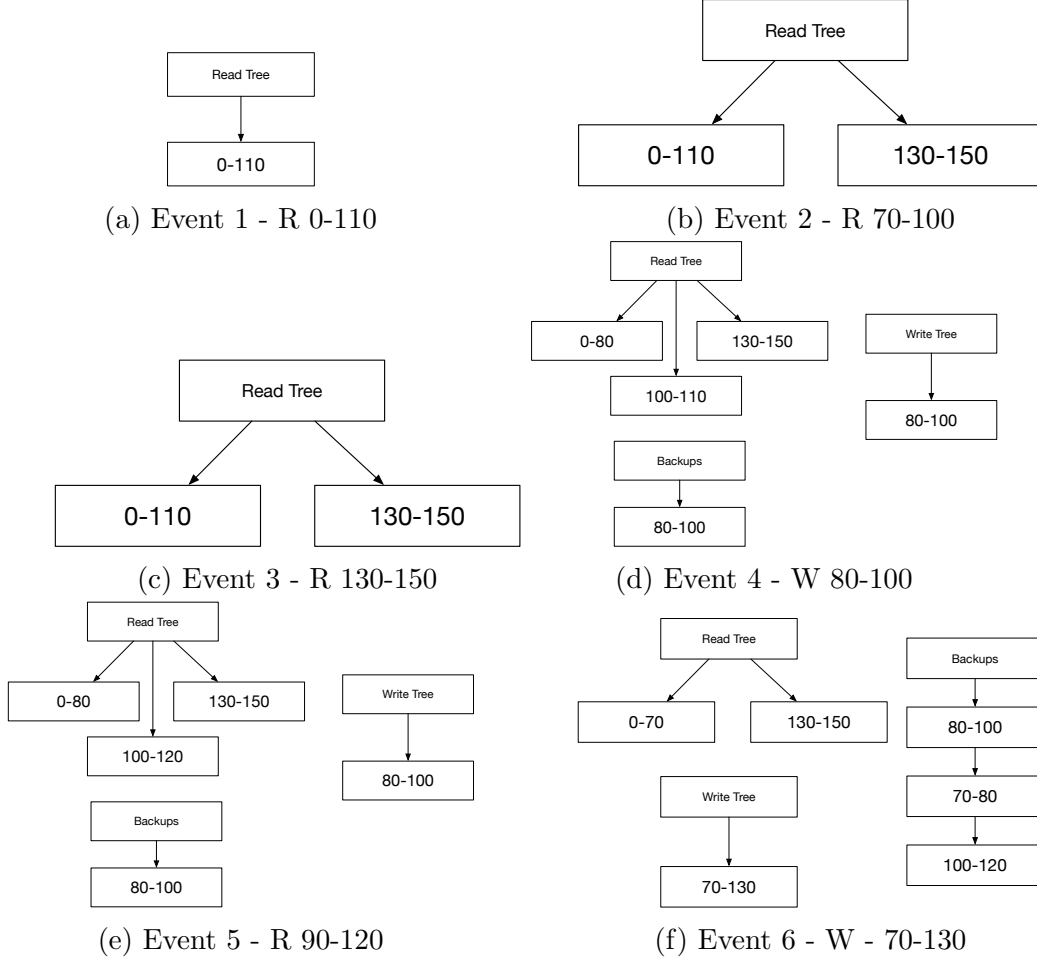 Read Tree
0-110
(a) Event 1 - R 0-110
Read Tree
0-110
130-150
(b) Event 2 - R 70-100
Read Tree
0-110
130-150
(c) Event 3 - R 130-150
Read Tree
0-80
130-150
100-110
Backups
80-100
Write Tree
80-100
(d) Event 4 - W 80-100
Read Tree
0-80
130-150
100-120
Backups
80-100
Write Tree
80-100
(e) Event 5 - R 90-120
Read Tree
0-70
130-150
Write Tree
70-130
Backups
80-100
70-80
100-120
(f) Event 6 - W - 70-130